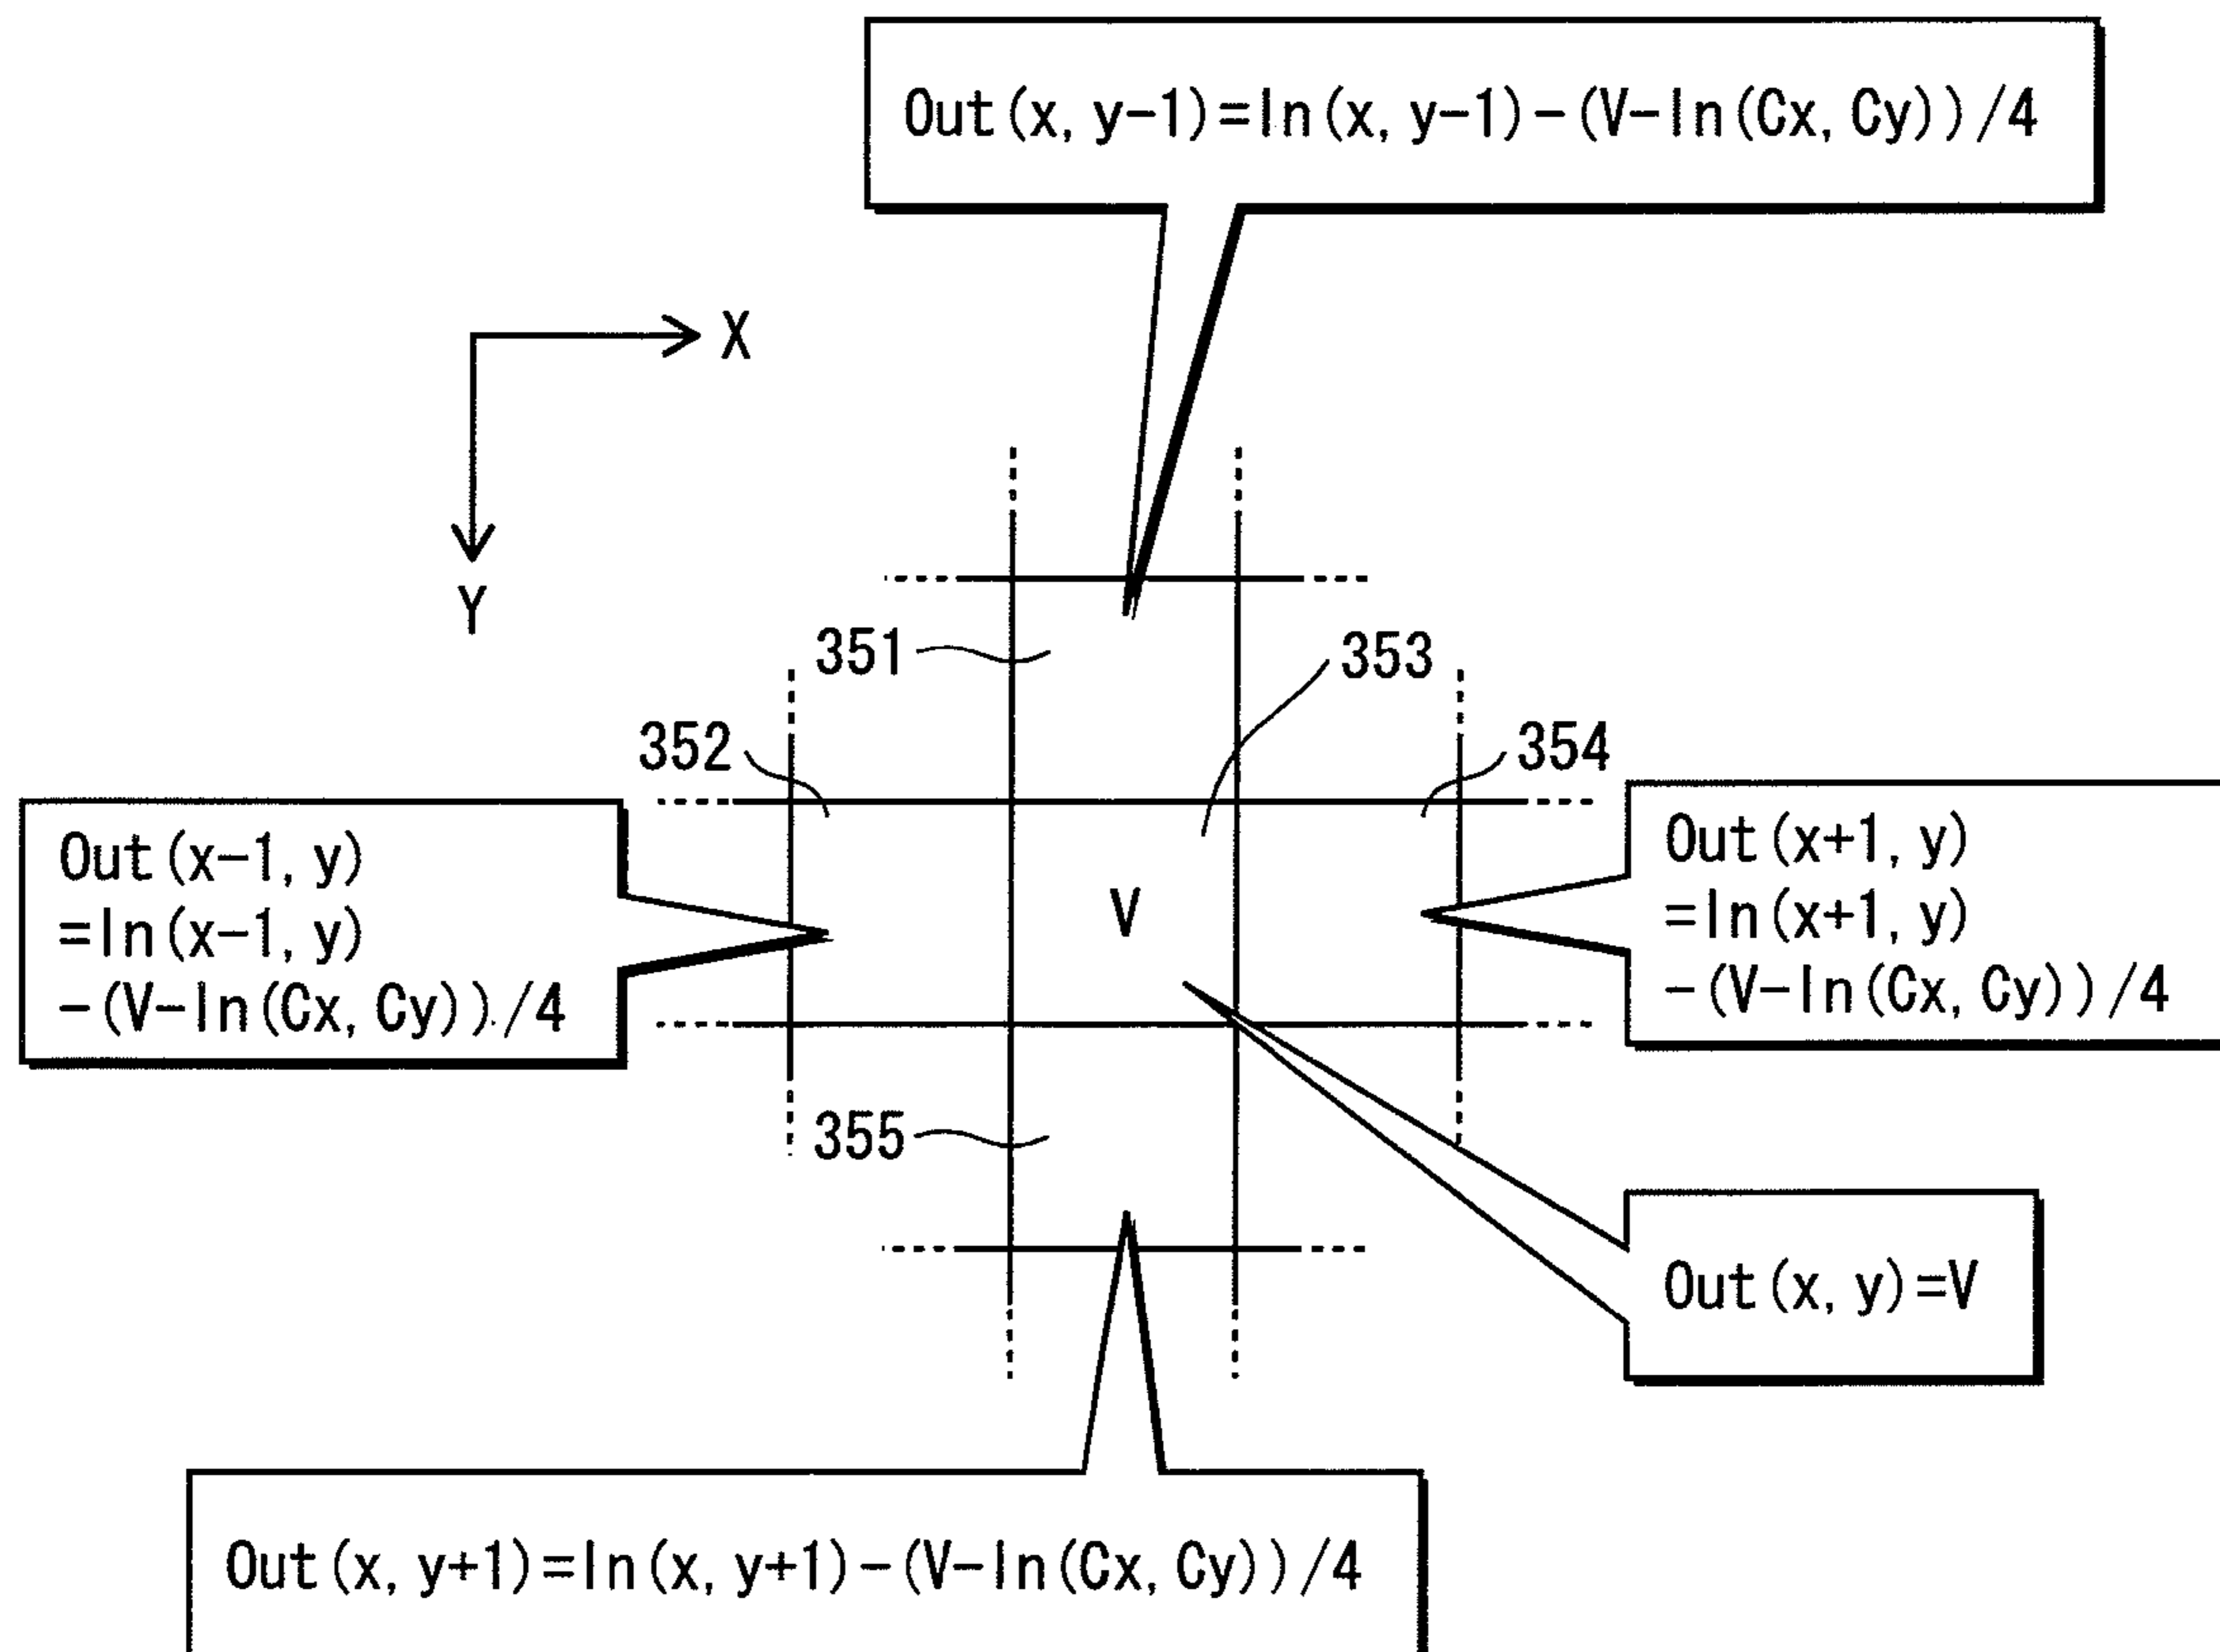 Out(x, y-1)=In(x, y-1)-(V-In(Cx, Cy))/4
X
Y
351
353
352
354
Out(x-1, y)
=In(x-1, y)
-(V-In(Cx, Cy))/4
V
Out(x+1, y)
=In(x+1, y)
-(V-In(Cx, Cy))/4
355
Out(x, y)=V
Out(x, y+1)=In(x, y+1)-(V-In(Cx, Cy))/4